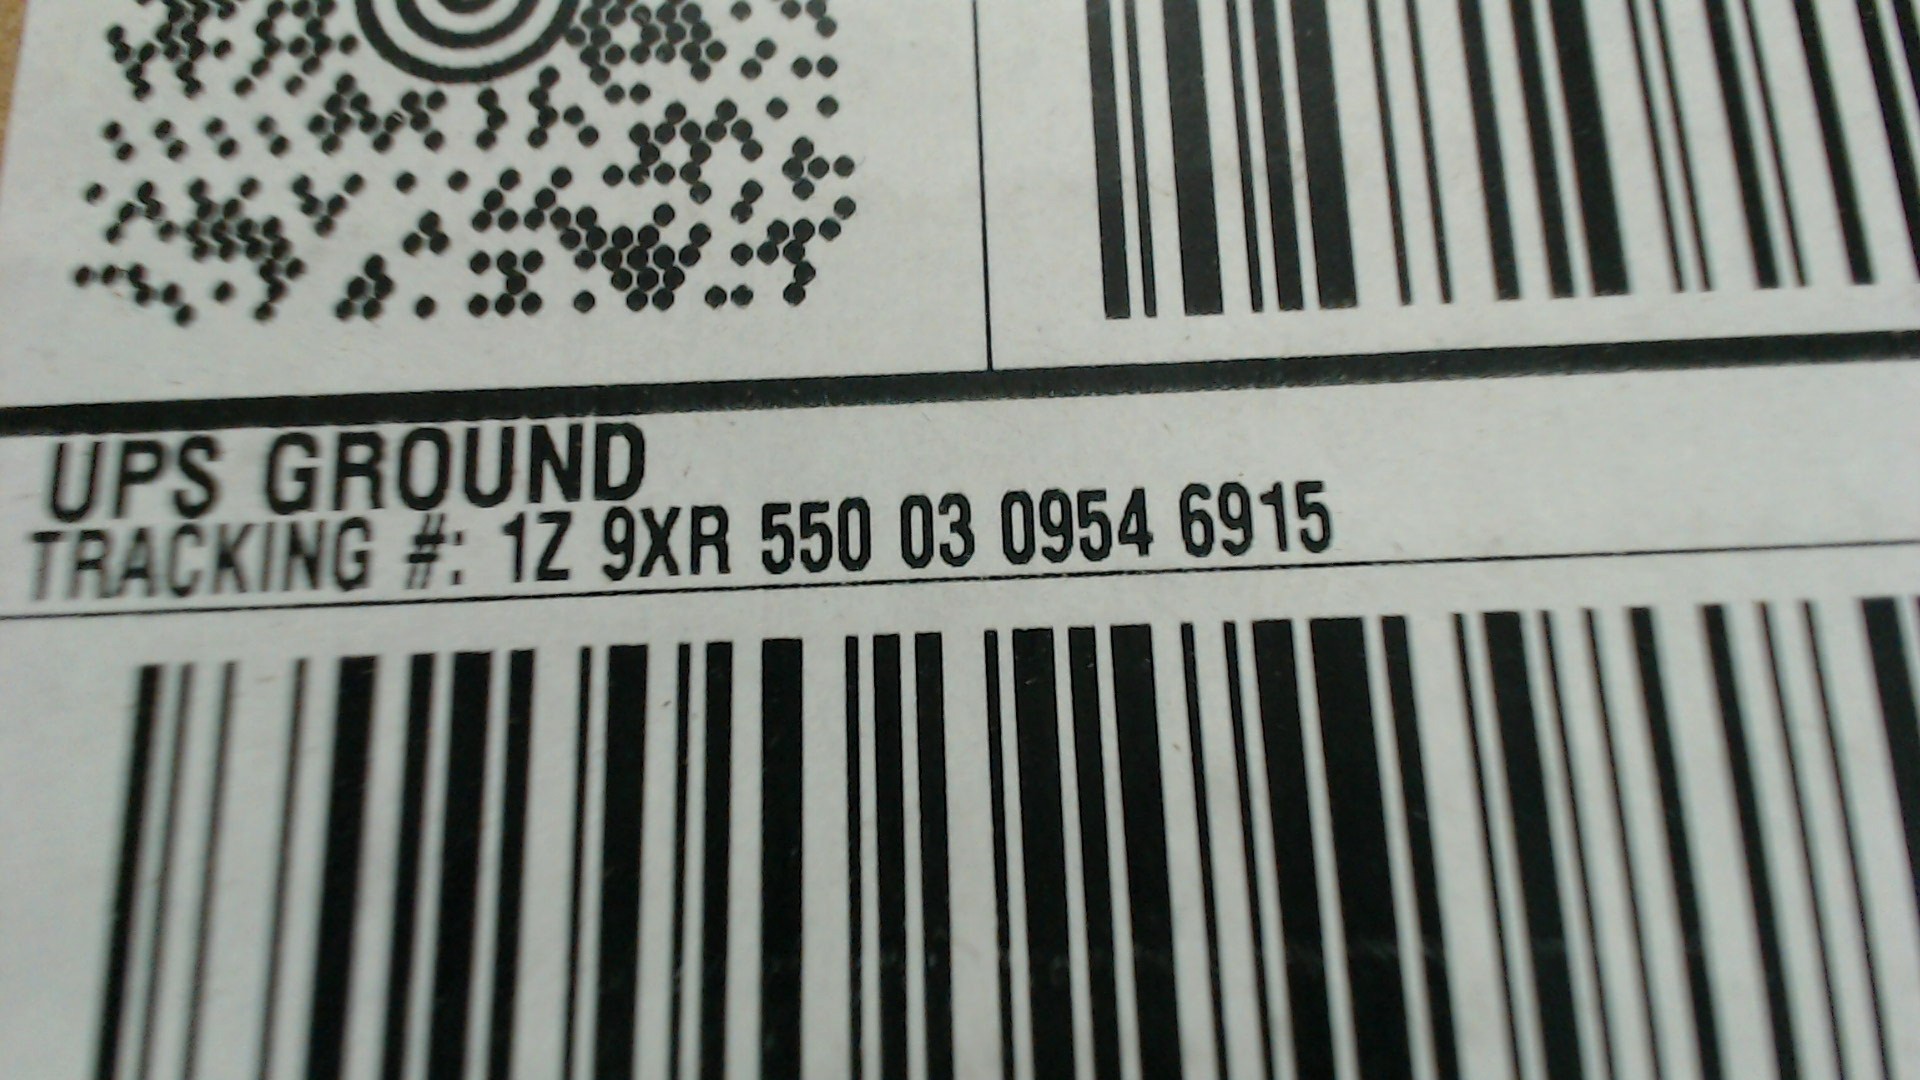 UPS GROUND
TRACKING #: 1Z 9XR 550 03 0954 6915